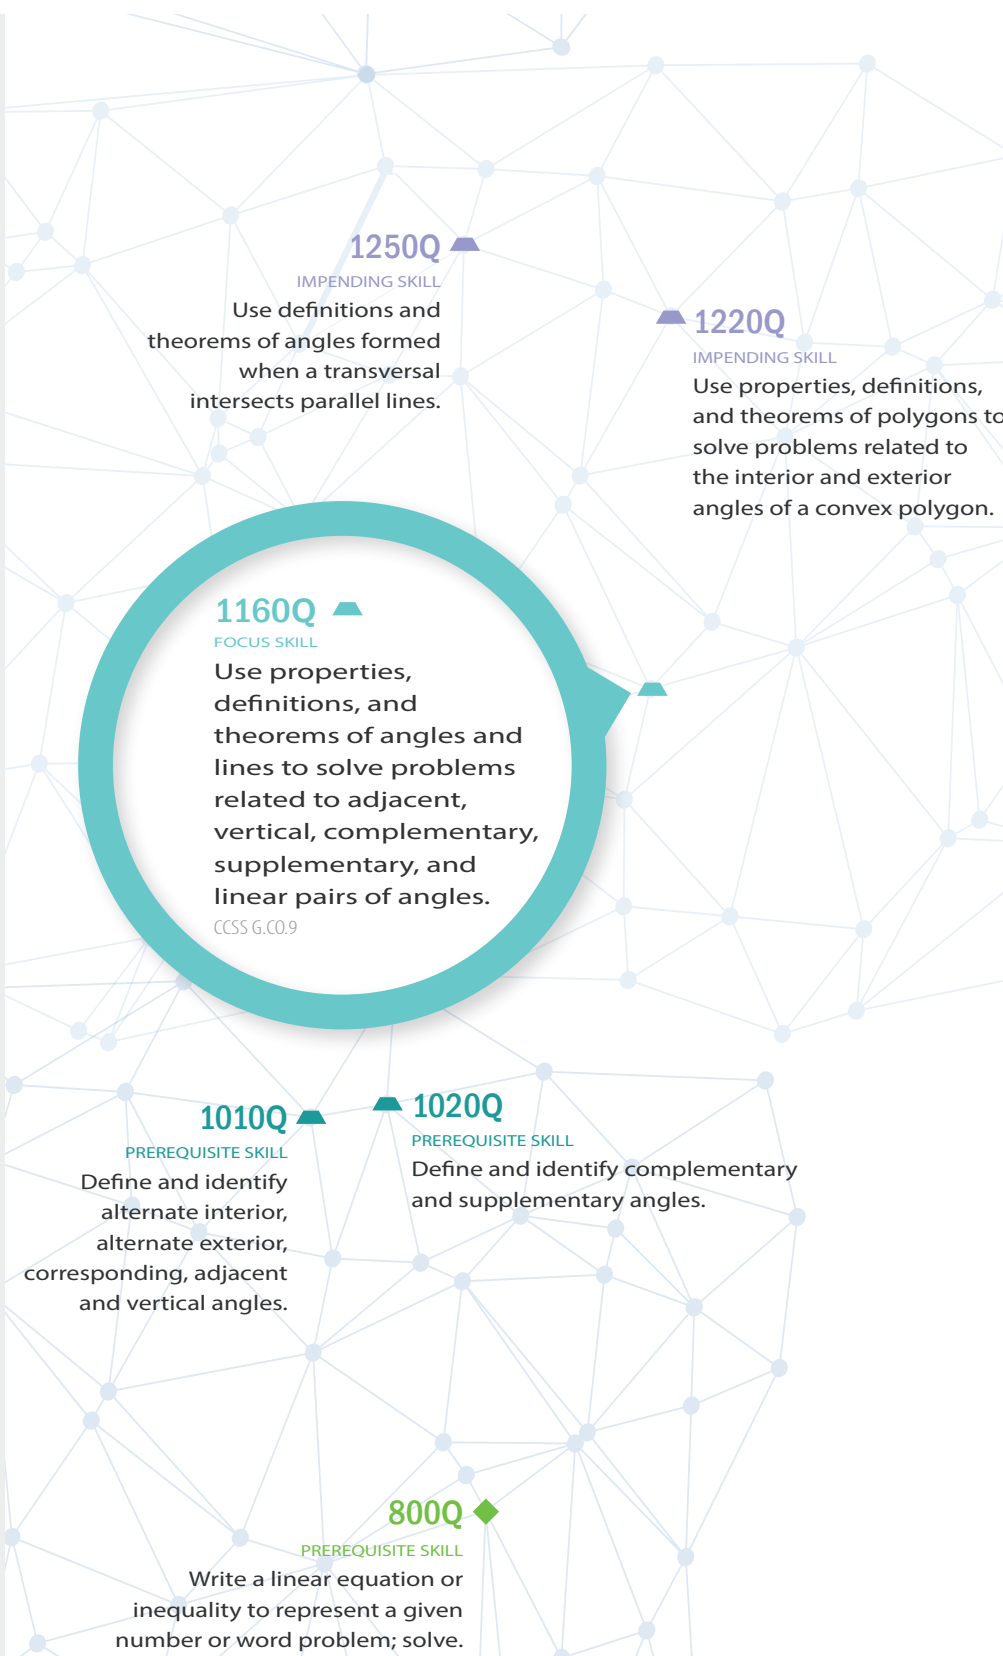 1250Q
IMPENDING SKILL
Use definitions and
theorems of angles formed
when a transversal
intersects parallel lines.
1220Q
IMPENDING SKILL
Use properties, definitions,
and theorems of polygons to
solve problems related to
the interior and exterior
angles of a convex polygon.
1160Q
FOCUS SKILL
Use properties,
definitions, and
theorems of angles and
lines to solve problems
related to adjacent,
vertical, complementary,
supplementary, and
linear pairs of angles.
CCSS G.CO.9
1010Q
PREREQUISITE SKILL
Define and identify
alternate interior,
alternate exterior,
corresponding, adjacent
and vertical angles.
1020Q
PREREQUISITE SKILL
Define and identify complementary
and supplementary angles.
800Q
PREREQUISITE SKILL
Write a linear equation or
inequality to represent a given
number or word problem; solve.